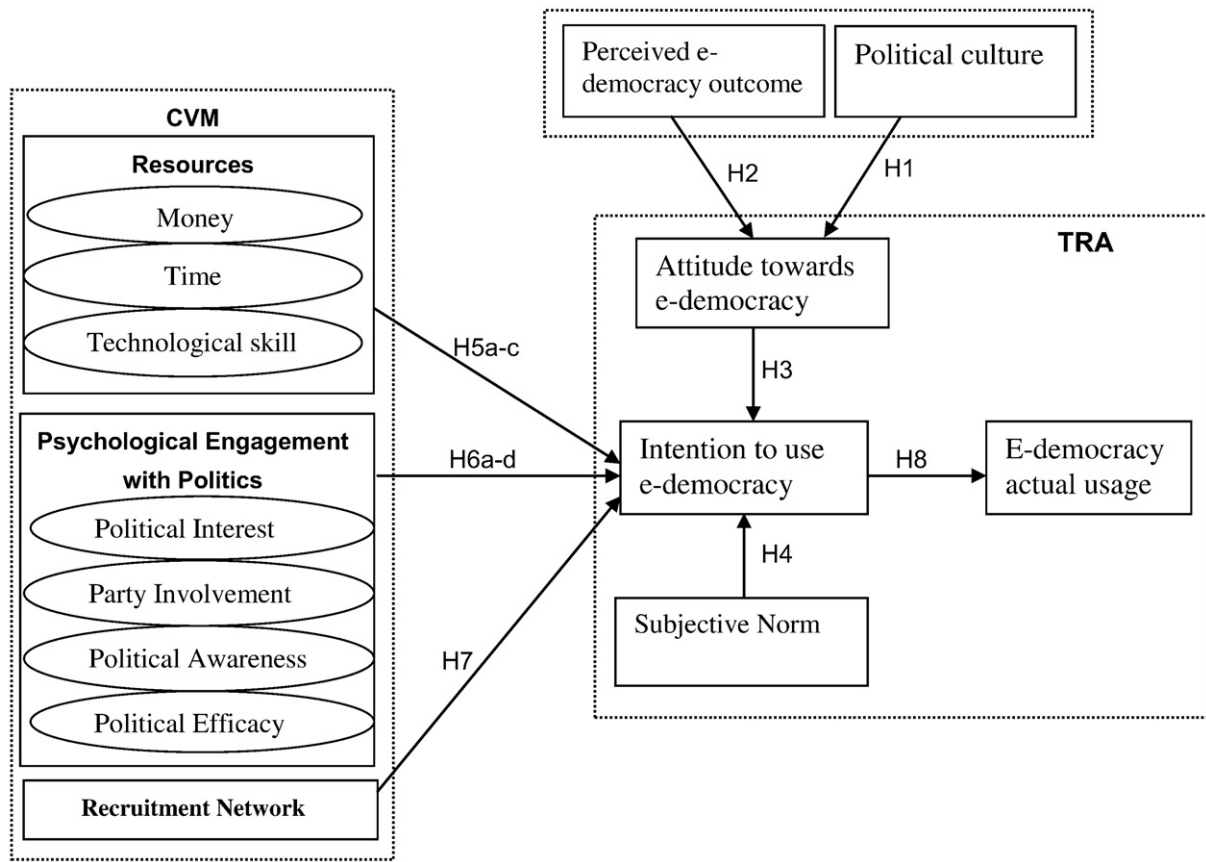 Perceived e-
democracy outcome
Political culture
CVM
Resources
Money
Time
Technological skill
Psychological Engagement
with Politics
Political Interest
Party Involvement
Political Awareness
Political Efficacy
Recruitment Network
H2
H1
TRA
Attitude towards
e-democracy
H5a-c
H3
H6a-d
Intention to use
e-democracy
H8
E-democracy
actual usage
H4
H7
Subjective Norm